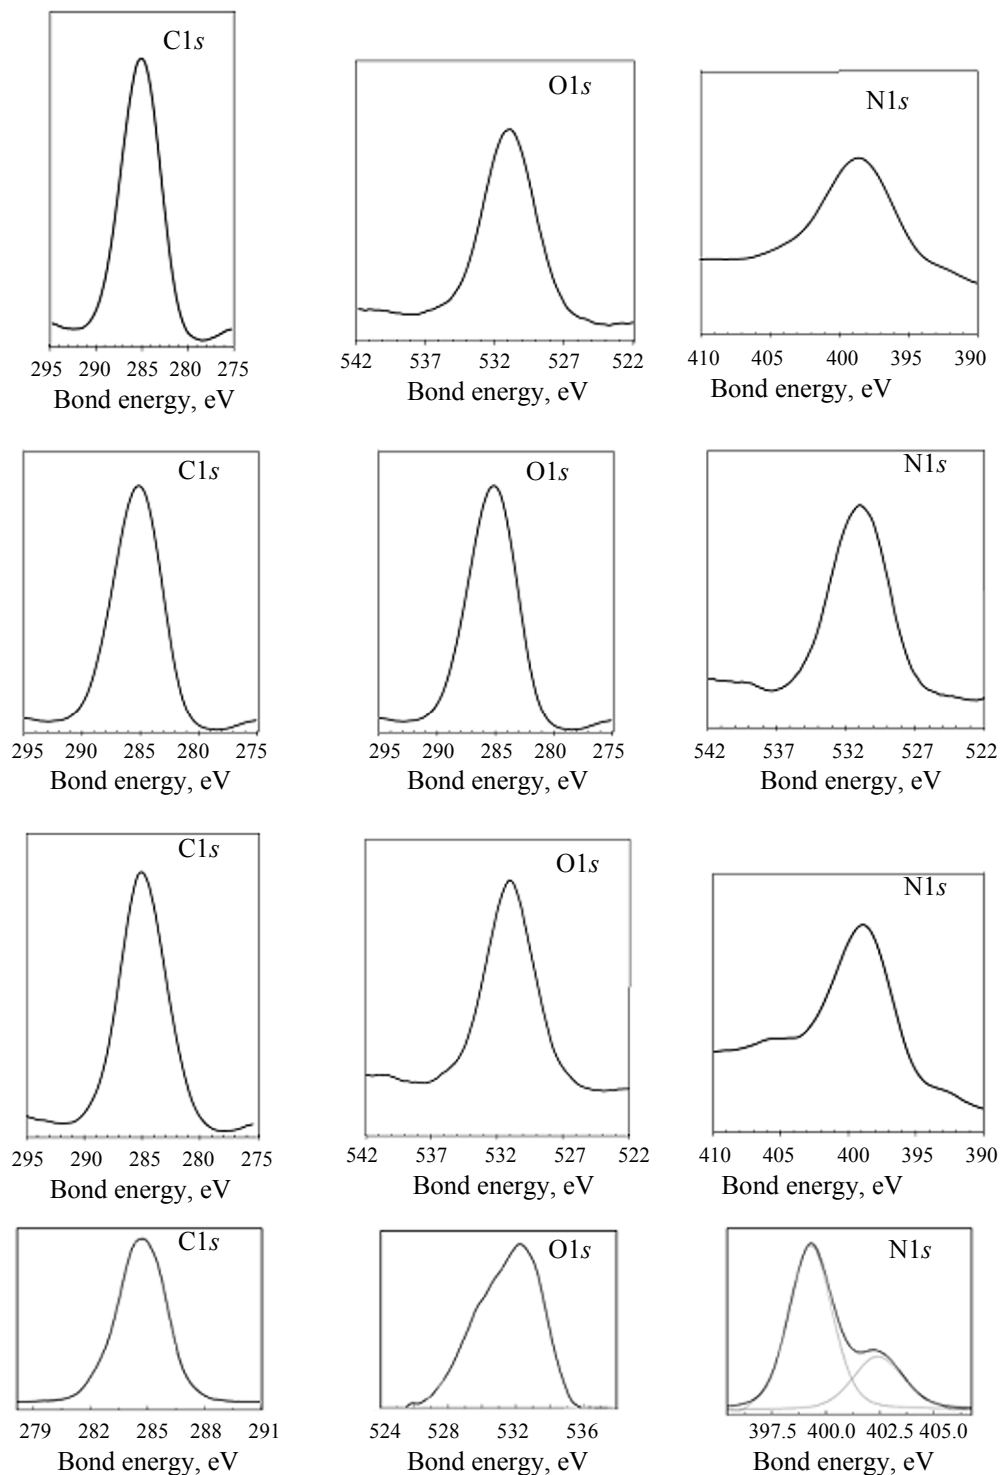 C1s
O1s
N1s
295 290 285 280 275
542 537 531 527 522
410 405 400 395 390
Bond energy, eV
Bond energy, eV
Bond energy, eV
C1s
O1s
N1s
295 290 285 280 275
295 290 285 280 275
542 537 531 527 522
Bond energy, eV
Bond energy, eV
Bond energy, eV
C1s
O1s
N1s
295 290 285 280 275
542 537 531 527 522
410 405 400 395 390
Bond energy, eV
Bond energy, eV
Bond energy, eV
C1s
O1s
N1s
279 282 285 288 291
524 528 532 536
397.5 400.0 402.5 405.0
Bond energy, eV
Bond energy, eV
Bond energy, eV